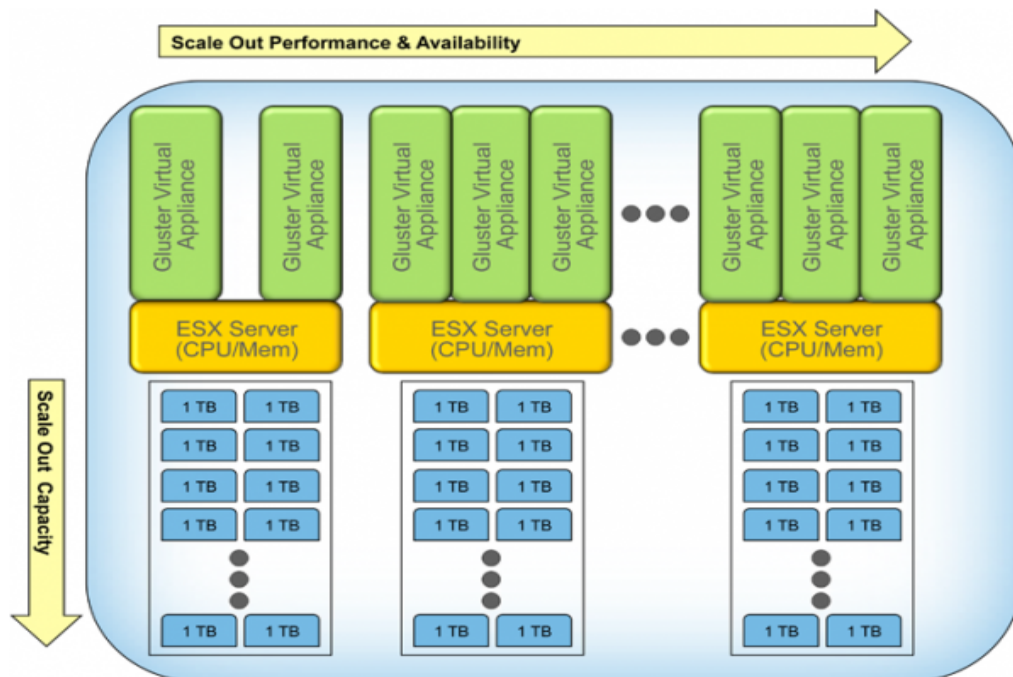 Scale Out Performance & Availability
Gluster Virtual
Appliance
Gluster Virtual
Appliance
Gluster Virtual
Appliance
Gluster Virtual
Appliance
Gluster Virtual
Appliance
Gluster Virtual
Appliance
Gluster Virtual
Appliance
Gluster Virtual
Appliance
ESX Server
(CPU/Mem)
ESX Server
(CPU/Mem)
ESX Server
(CPU/Mem)
Scale Out Capacity
1 TB 1 TB 1 TB 1 TB 1 TB 1 TB
1 TB 1 TB 1 TB 1 TB 1 TB 1 TB
1 TB 1 TB 1 TB 1 TB 1 TB 1 TB
1 TB 1 TB 1 TB 1 TB 1 TB 1 TB
1 TB 1 TB 1 TB 1 TB 1 TB 1 TB